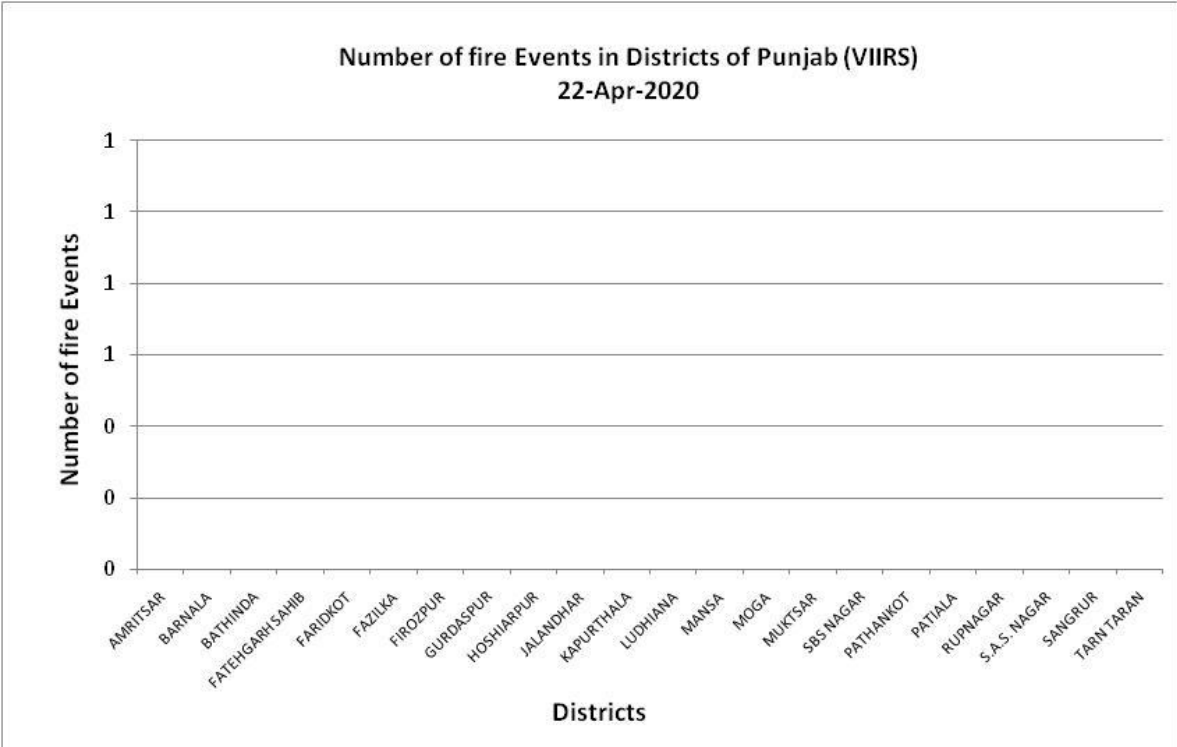 Number of fire Events in Districts of Punjab (VIIRS)
22-Apr-2020
Number of fire Events
1
1
1
1
0
0
0
AMRITSAR
BARNALA
BATHINDA
FATEHGARH SAHIB
FARIDKOT
FAZILKA
FIROZPUR
GURDASPUR
HOSHIARPUR
JALANDHAR
KAPURTHALA
LUDHIANA
MANSA
MOGA
MUKTSAR
SBS NAGAR
PATHANKOT
PATIALA
RUPNAGAR
S.A.S. NAGAR
SANGRUR
TARN TARAN
Districts